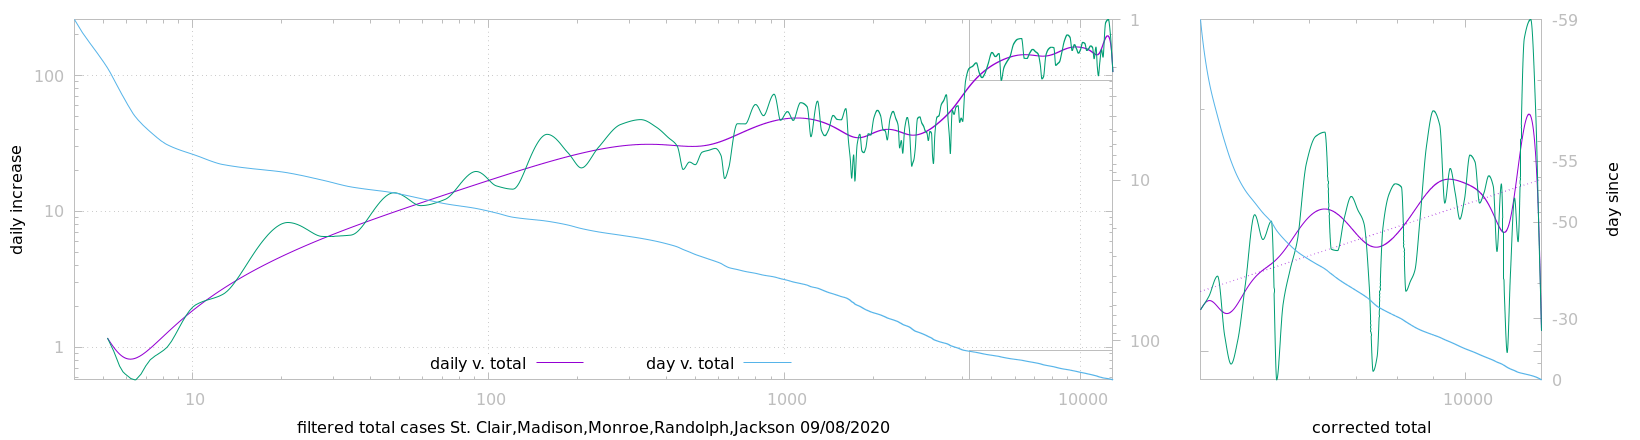 daily increase
100
10
1
daily v. total
day v. total
1
10
100
10
100
1000
10000
filtered total cases St. Clair,Madison,Monroe,Randolph,Jackson 09/08/2020
-59
-55
-50
-30
0
day since
10000
corrected total